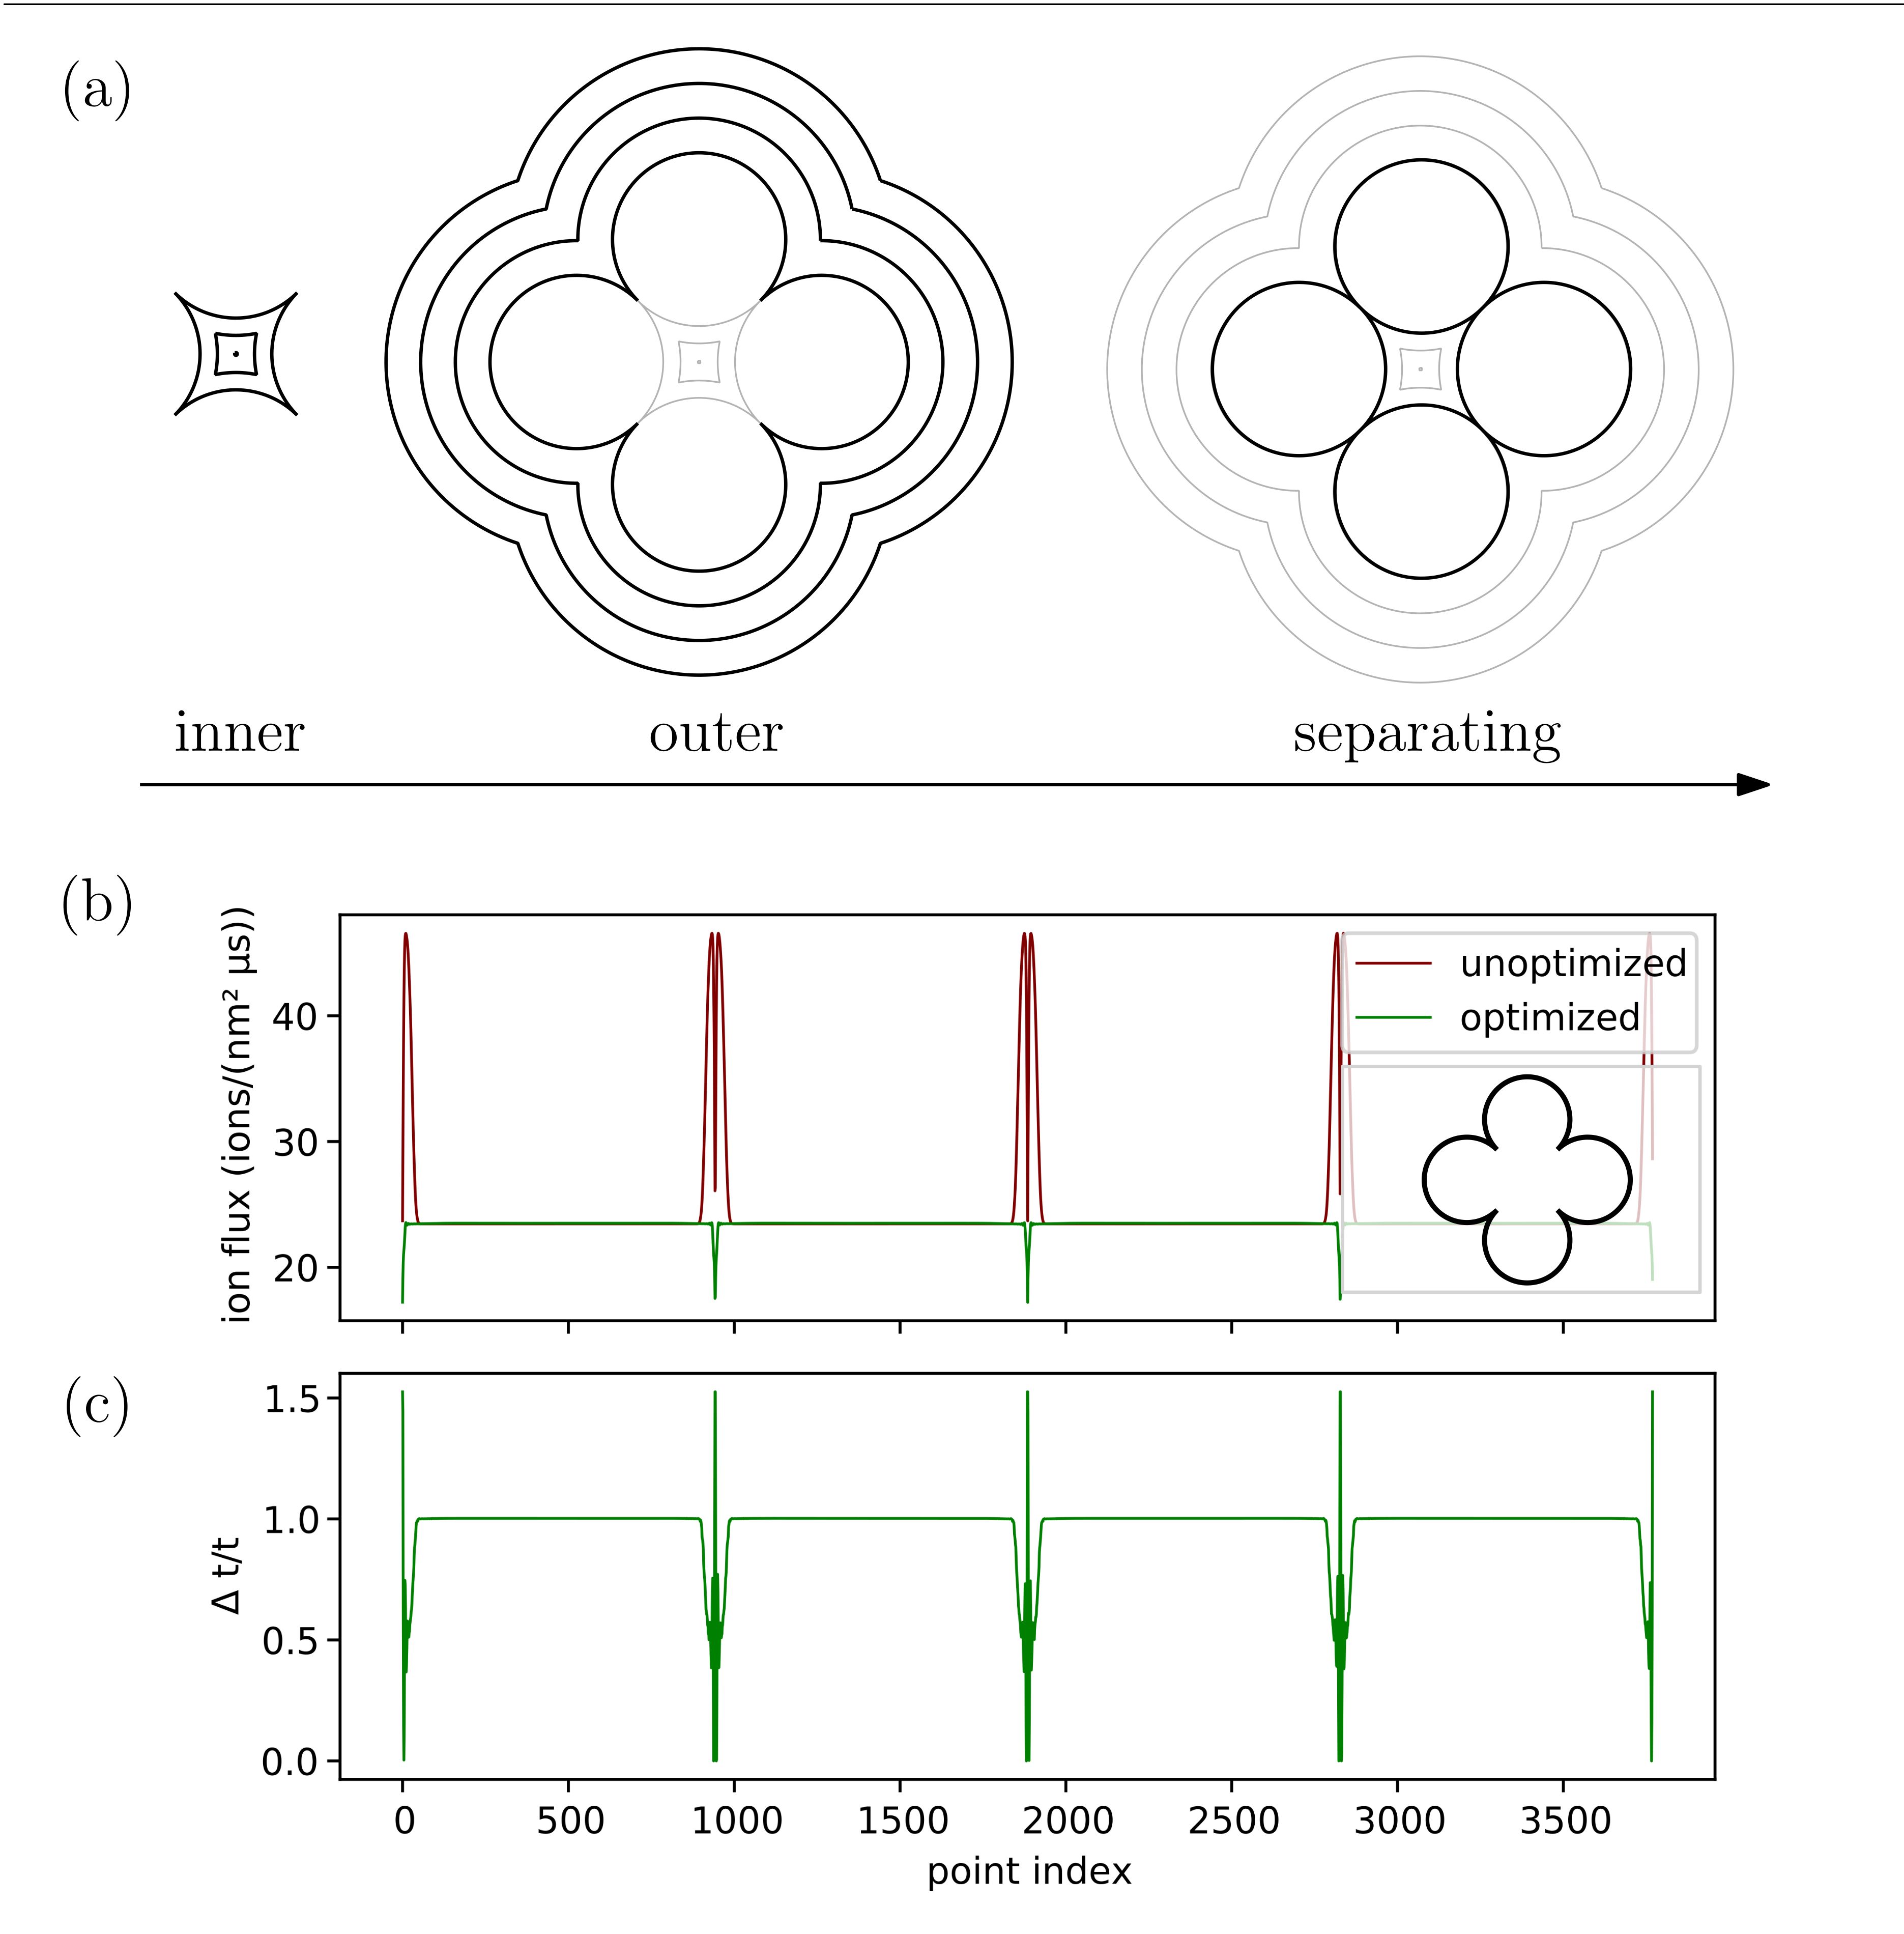 (a)
inner outer separating
(b)
ion flux (ions/(nm² µs))
40
30
20
unoptimized
optimized
(c)
Δ t/t
1.5
1.0
0.5
0.0
0 500 1000 1500 2000 2500 3000 3500
point index